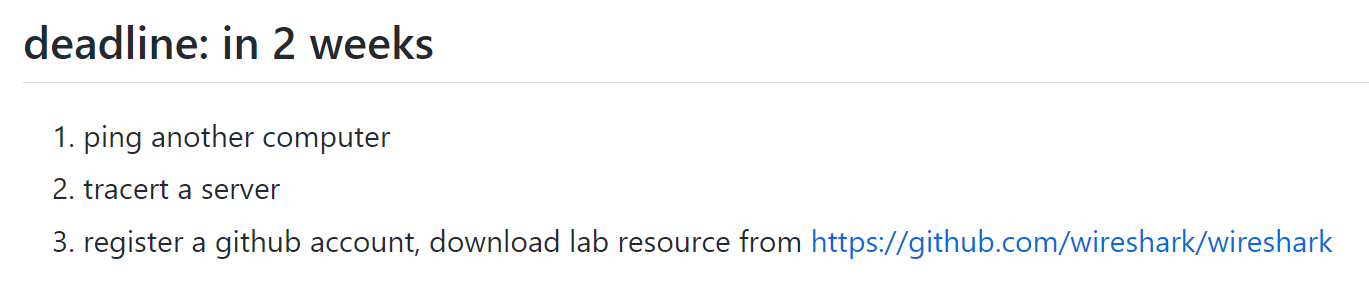 deadline: in 2 weeks
1. ping another computer
2. tracert a server
3. register a github account, download lab resource from https://github.com/wireshark/wireshark